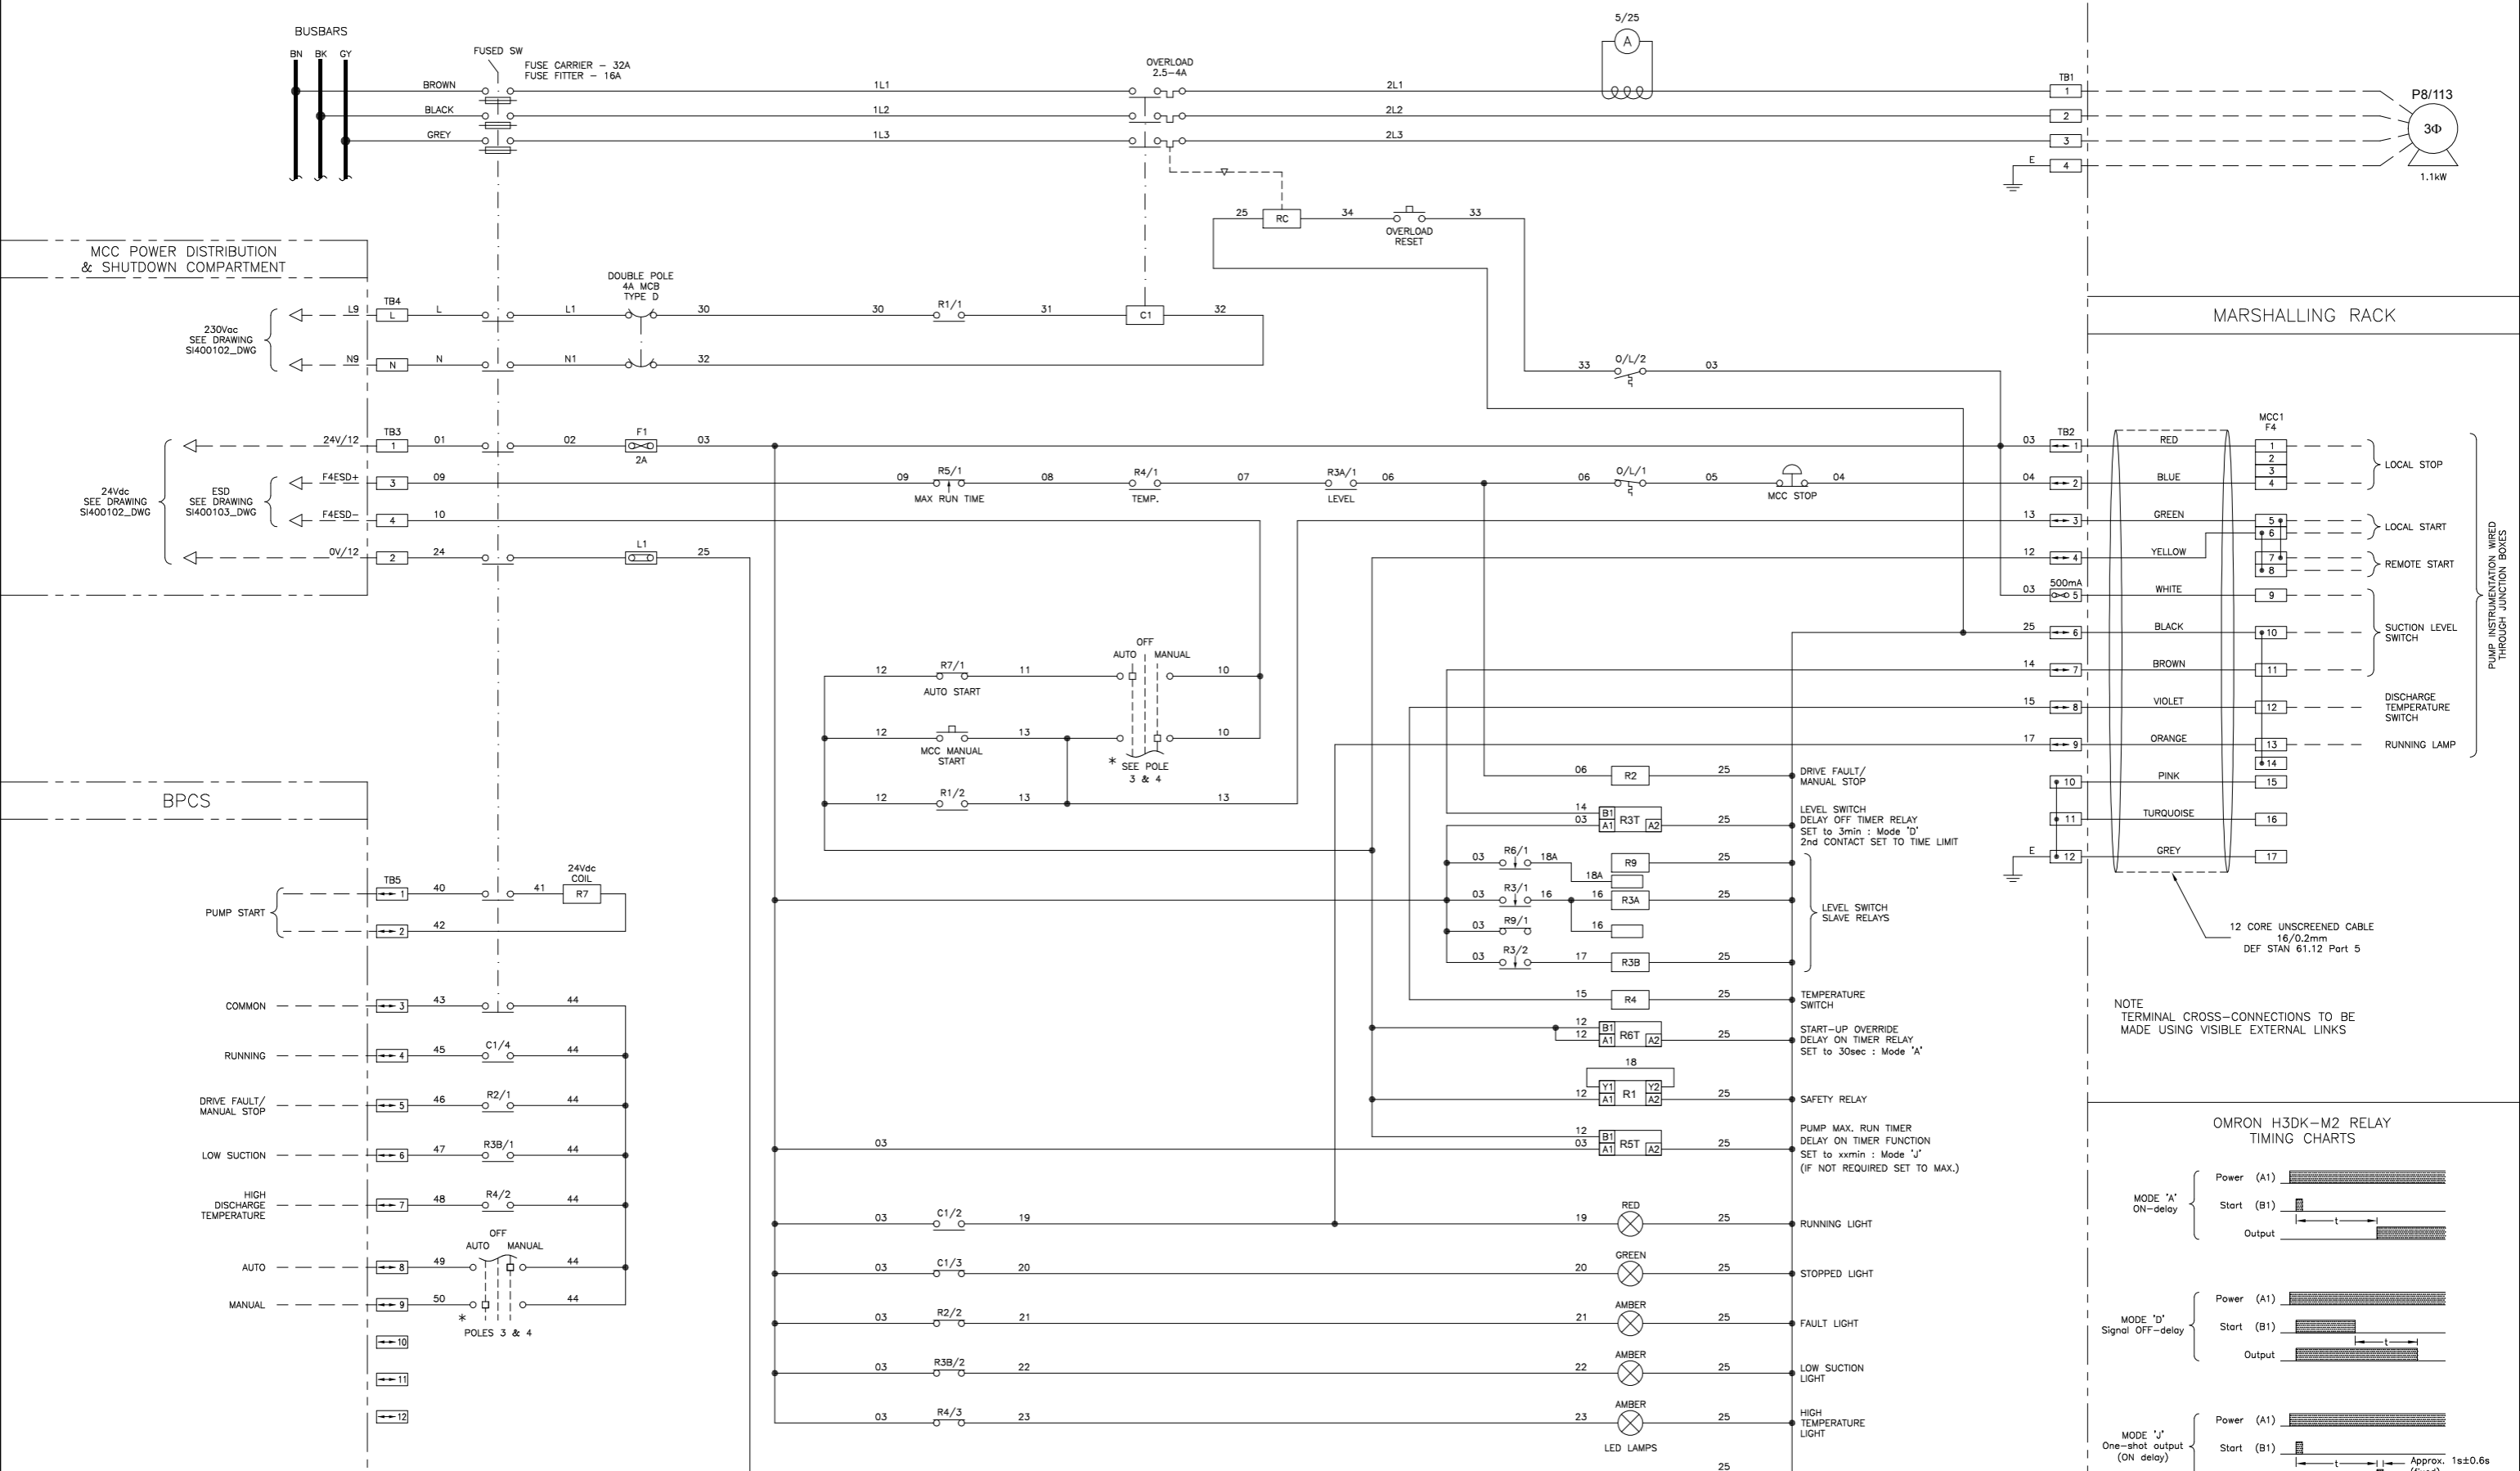 5/25
A
BUSBARS
BN BK GY
FUSED SW
FUSE CARRIER – 32A
FUSE FITTER – 16A
OVERLOAD
2.5–4A
BROWN 1L1 2L1 TB1 1
BLACK 1L2 2L2 2
GREY 1L3 2L3 3
E 4
P8/113
3Φ
1.1kW
25 RC 34 33
OVERLOAD
RESET
MCC POWER DISTRIBUTION
& SHUTDOWN COMPARTMENT
DOUBLE POLE
4A MCB
TYPE D
230Vac
SEE DRAWING
SI400102_DWG
L9 TB4 L L L1 30 30 R1/1 31 C1 32
N9 N N N1 32
33 O/L/2 03
MARSHALLING RACK
24Vdc
SEE DRAWING
SI400102_DWG
ESD
SEE DRAWING
SI400103_DWG
24V/12 TB3 1 01 02 F1 2A 03
F4ESD+ 3 09 09 R5/1 08 R4/1 07 R3A/1 06 06 O/L/1 05 04
MAX RUN TIME TEMP. LEVEL MCC STOP
F4ESD– 4 10
0V/12 2 24 L1 25
MCC1
F4
TB2
03 1 RED 1
2
3
04 2 BLUE 4
LOCAL STOP
13 3 GREEN 5
6
LOCAL START
12 4 YELLOW 7
8
REMOTE START
500mA
03 5 WHITE 9
25 6 BLACK 10
14 7 BROWN 11
SUCTION LEVEL
SWITCH
15 8 VIOLET 12
DISCHARGE
TEMPERATURE
SWITCH
17 9 ORANGE 13 RUNNING LAMP
14
10 PINK 15
11 TURQUOISE 16
E 12 GREY 17
PUMP INSTRUMENTATION WIRED
THROUGH JUNCTION BOXES
12 CORE UNSCREENED CABLE
16/0.2mm
DEF STAN 61.12 Part 5
OFF
AUTO MANUAL
12 R7/1 11 10
AUTO START
12 13 10
MCC MANUAL
START
* SEE POLE
3 & 4
12 R1/2 13 13
06 R2 25 DRIVE FAULT/
MANUAL STOP
14 B1
03 A1 R3T A2 25
LEVEL SWITCH
DELAY OFF TIMER RELAY
SET to 3min : Mode 'D'
2nd CONTACT SET TO TIME LIMIT
03 R6/1 18A R9 25
18A
03 R3/1 16 16 R3A 25
03 R9/1 16
03 R3/2 17 R3B 25
LEVEL SWITCH
SLAVE RELAYS
15 R4 25 TEMPERATURE
SWITCH
12 B1
12 A1 R6T A2 25
START–UP OVERRIDE
DELAY ON TIMER RELAY
SET to 30sec : Mode 'A'
18
Y1 Y2
12 A1 R1 A2 25 SAFETY RELAY
12 B1
03 03 A1 R5T A2 25
PUMP MAX. RUN TIMER
DELAY ON TIMER FUNCTION
SET to xxmin : Mode 'J'
(IF NOT REQUIRED SET TO MAX.)
03 C1/2 19 19 RED 25 RUNNING LIGHT
03 C1/3 20 20 GREEN 25 STOPPED LIGHT
03 R2/2 21 21 AMBER 25 FAULT LIGHT
03 R3B/2 22 22 AMBER 25 LOW SUCTION
LIGHT
03 R4/3 23 23 AMBER 25 HIGH
TEMPERATURE
LIGHT
LED LAMPS
25
BPCS
24Vdc
COIL
PUMP START
TB5 1 40 41 R7
2 42
COMMON 3 43 44
RUNNING 4 45 C1/4 44
DRIVE FAULT/
MANUAL STOP 5 46 R2/1 44
LOW SUCTION 6 47 R3B/1 44
HIGH
DISCHARGE
TEMPERATURE 7 48 R4/2 44
OFF
AUTO MANUAL
AUTO 8 49 44
MANUAL 9 50 44
*
POLES 3 & 4
10
11
12
NOTE
TERMINAL CROSS–CONNECTIONS TO BE
MADE USING VISIBLE EXTERNAL LINKS
OMRON H3DK–M2 RELAY
TIMING CHARTS
MODE 'A'
ON–delay
Power (A1)
Start (B1)
t
Output
MODE 'D'
Signal OFF–delay
Power (A1)
Start (B1)
t
Output
MODE 'J'
One–shot output
(ON delay)
Power (A1)
Start (B1)
t
Approx. 1s±0.6s